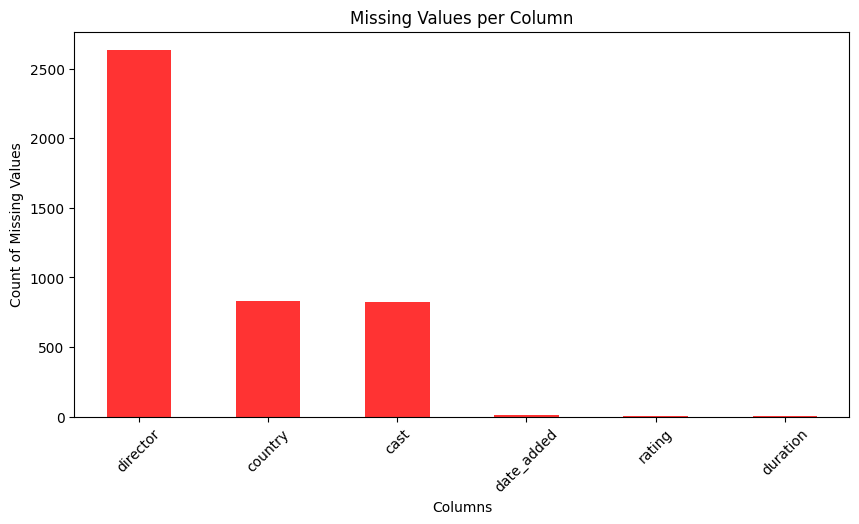 Missing Values per Column
Count of Missing Values
2500
2000
1500
1000
500
0
director
country
cast
date_added
rating
duration
Columns